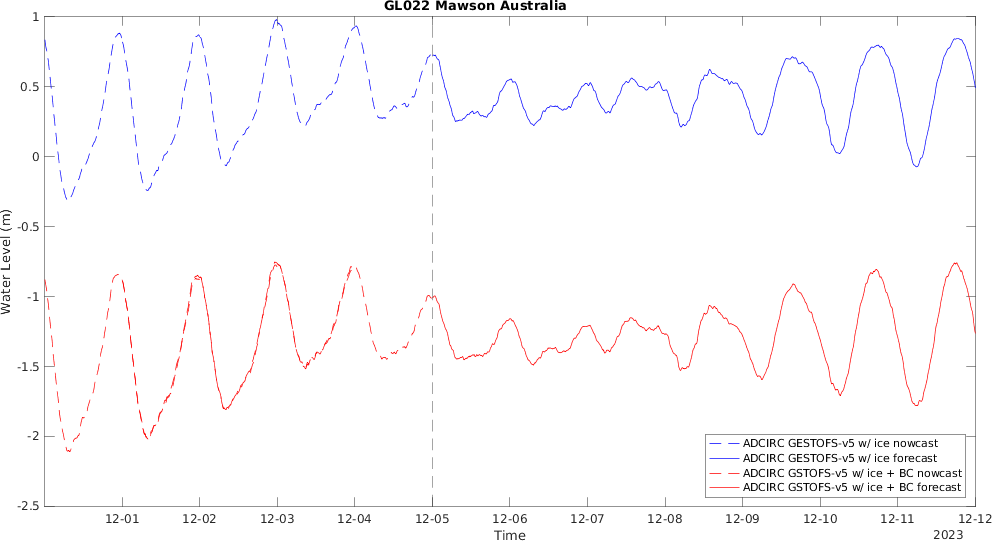 GL022 Mawson Australia
Water Level (m)
1
0.5
0
-0.5
-1
-1.5
-2
-2.5
12-01 12-02 12-03 12-04 12-05 12-06 12-07 12-08 12-09 12-10 12-11 12-12
Time
2023
ADCIRC GESTOFS-v5 w/ ice nowcast
ADCIRC GESTOFS-v5 w/ ice forecast
ADCIRC GSTOFS-v5 w/ ice + BC nowcast
ADCIRC GSTOFS-v5 w/ ice + BC forecast